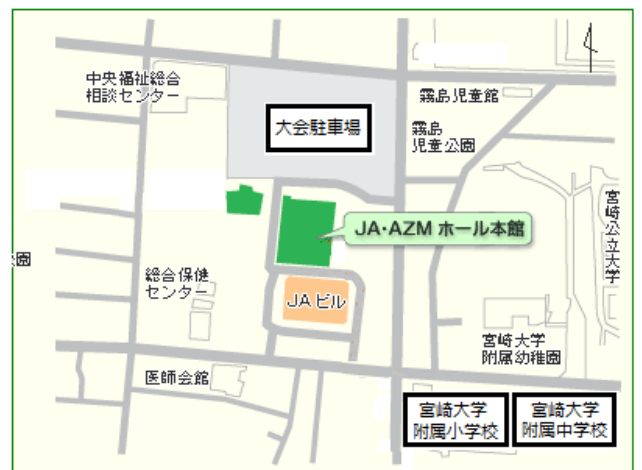 中央福祉総合
相談センター
大会駐車場
霧島児童館
霧島
児童公園
宮崎公立大学
JA・AZM ホール本館
園
総合保健
センター
JA ビル
宮崎大学
附属幼稚園
医師会館
宮崎大学
附属小学校
宮崎大学
附属中学校